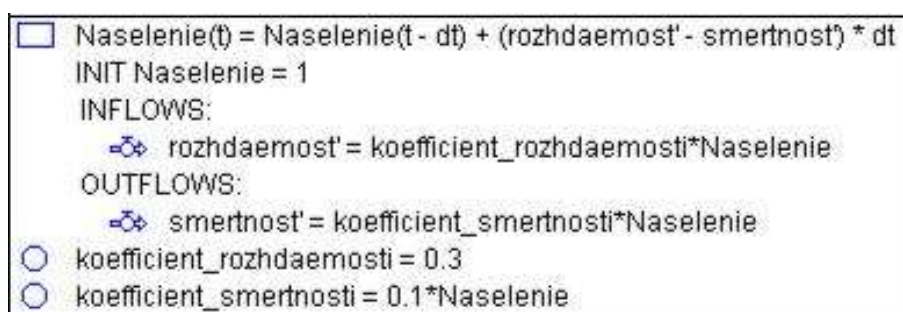 Naselenie(t) = Naselenie(t - dt) + (rozhdaemost' - smertnost') * dt
INIT Naselenie = 1
INFLOWS:
rozhdaemost' = koefficient_rozhdaemosti*Naselenie
OUTFLOWS:
smertnost' = koefficient_smertnosti*Naselenie
koefficient_rozhdaemosti = 0.3
koefficient_smertnosti = 0.1*Naselenie